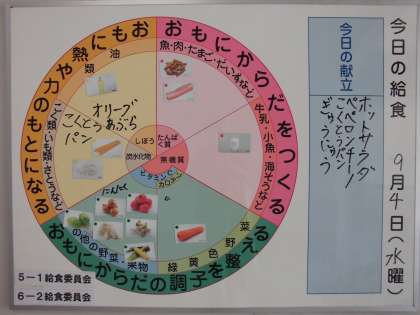 今日の給食
9月4日(水曜)
今日の献立
ホットサラダ
ペペロンチーノ
こくとうパン
ぎゅうにゅう
おもにからだをつくる
魚・肉・たまご・だいずなど
牛乳・小魚・海そうなど
おもに熱や力のもとになる
油類
こく類・いも類・さとうなど
オリーブ
あぶら
こくとう
パン
しぼう
たんぱく質
炭水化物
無機質
ビタミンC
カロテン
にんにく
おもにからだの調子を整える
緑黄色野菜
その他の野菜・果物
5-1給食委員会
6-2給食委員会